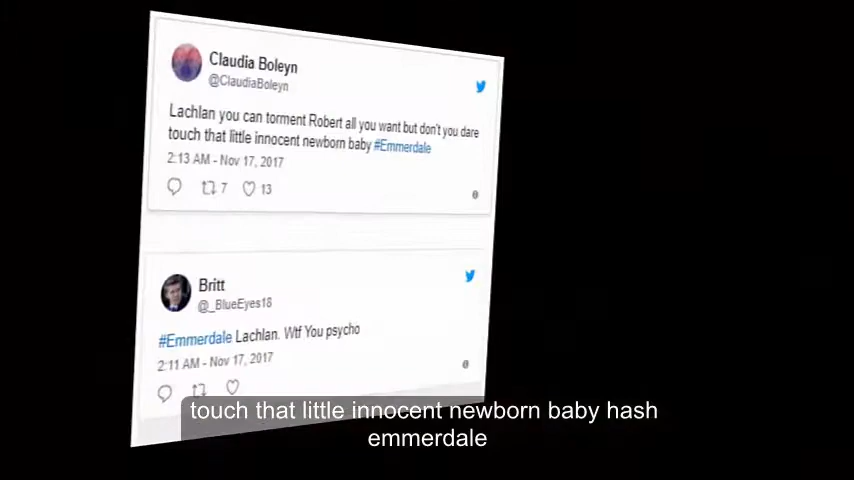 Claudia Boleyn
@ClaudiaBoleyn
Lachlan you can torment Robert all you want but don't you dare
touch that little innocent newborn baby #Emmerdale
2:13 AM - Nov 17, 2017
7 13
Britt
@_BlueEyes18
#Emmerdale Lachlan. Wtf You psycho
2:11 AM - Nov 17, 2017
touch that little innocent newborn baby hash
emmerdale